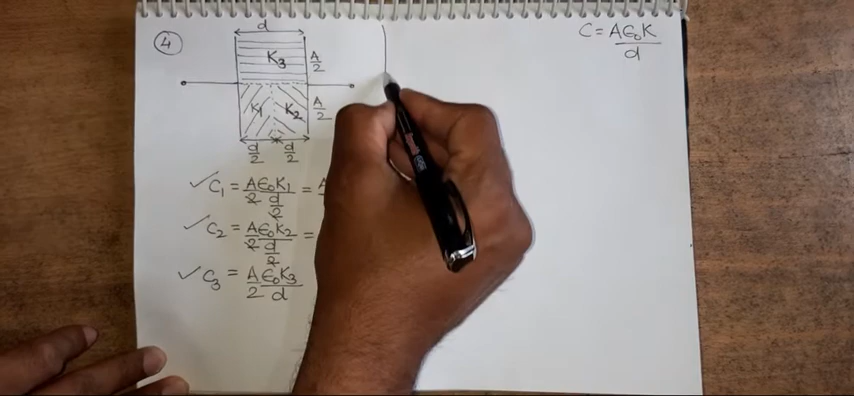 4
d
K3
A/2
K1
K2
A/2
d/2
d/2
C = Aε₀K/d
✓C1 = Aε₀K1/2 d/2 = A
✓C2 = Aε₀K2/2 d/2 =
✓C3 = Aε₀K3/2 d